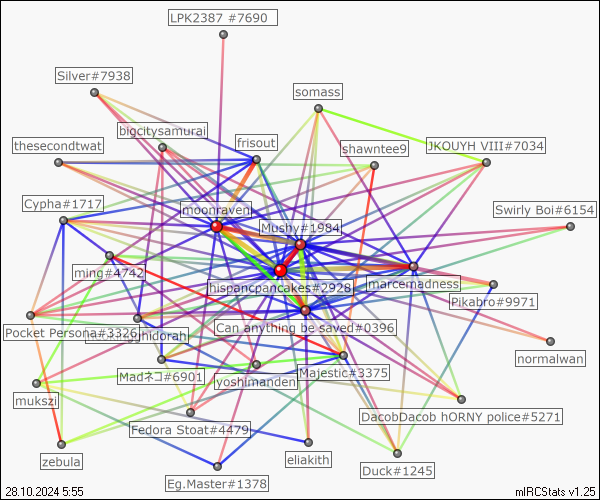 LPK2387 #7690
Silver#7938
somass
bigcitysamurai
thesecondtwat
frisout
shawntee9
JKOUYH VIII#7034
Cypha#1717
moonraven
Mushy#1984
Swirly Boi#6154
ming#4742
hispancpancakes#2928
marcemadness
Pikabro#9971
Pocket Persona#3326
ghidorah
Can anything be saved#0396
normalwan
Madネコ#6901
yoshimanden
Majestic#3375
mukszi
Fedora Stoat#4479
DacobDacob hORNY police#5271
zebula
eliakith
Duck#1245
Eg.Master#1378
28.10.2024 5:55
mIRCStats v1.25